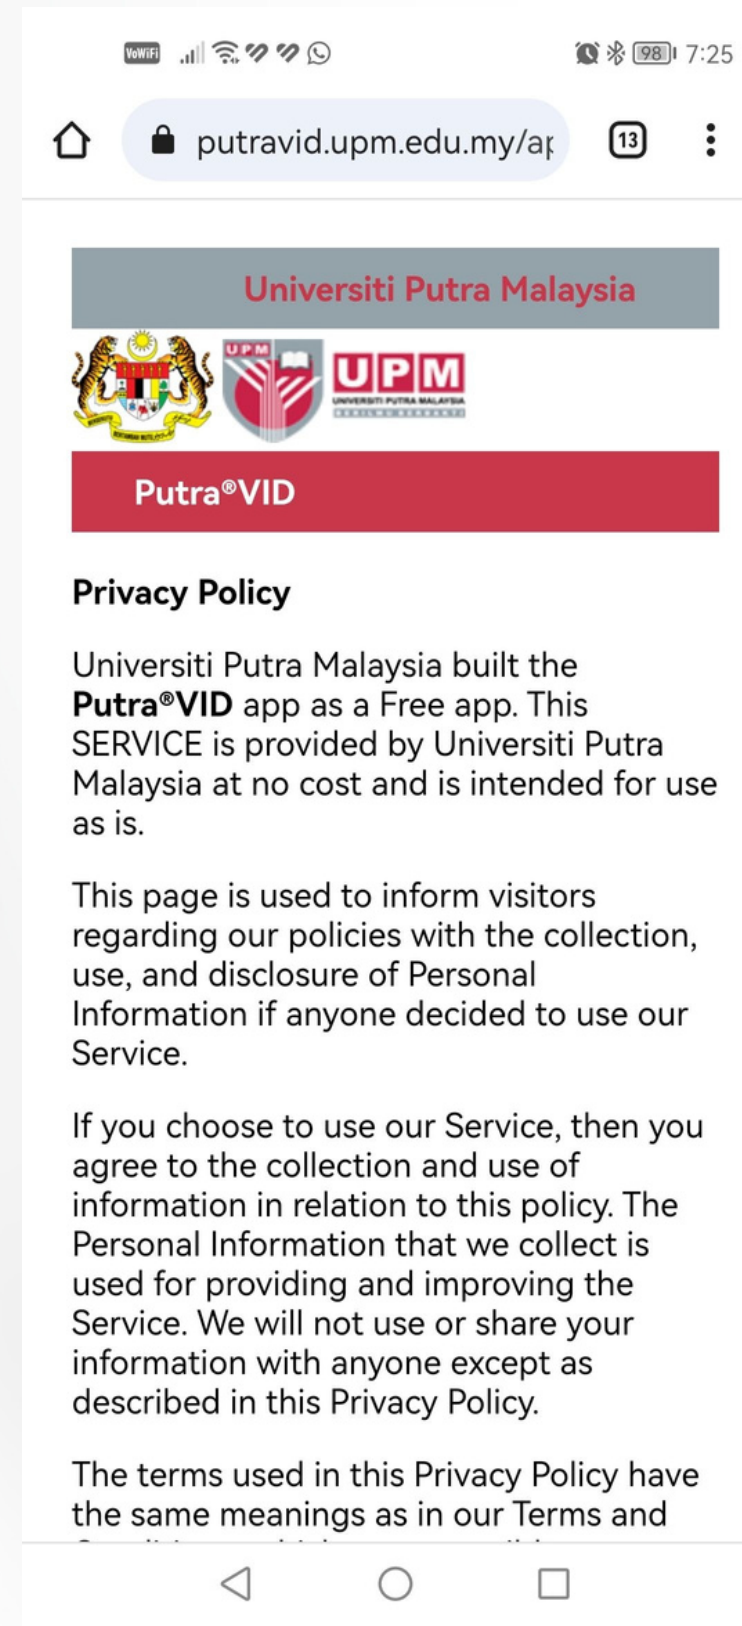 VoWiFi 98 7:25
putravid.upm.edu.my/ap 13
Universiti Putra Malaysia
UPM
UPM
UNIVERSITI PUTRA MALAYSIA
BERILMU BERBAKTI
Putra®VID
Privacy Policy
Universiti Putra Malaysia built the
Putra®VID app as a Free app. This
SERVICE is provided by Universiti Putra
Malaysia at no cost and is intended for use
as is.
This page is used to inform visitors
regarding our policies with the collection,
use, and disclosure of Personal
Information if anyone decided to use our
Service.
If you choose to use our Service, then you
agree to the collection and use of
information in relation to this policy. The
Personal Information that we collect is
used for providing and improving the
Service. We will not use or share your
information with anyone except as
described in this Privacy Policy.
The terms used in this Privacy Policy have
the same meanings as in our Terms and